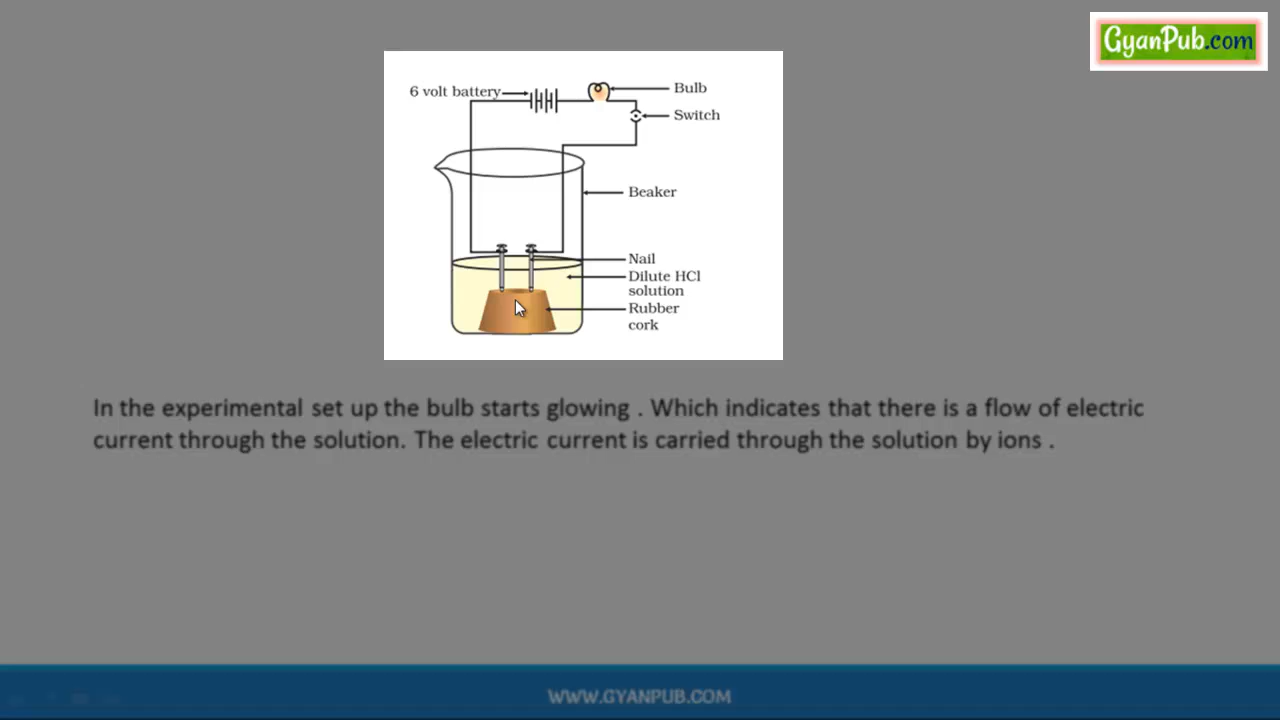 GyanPub.com
6 volt battery
Bulb
Switch
Beaker
Nail
Dilute HCl
solution
Rubber
cork
In the experimental set up the bulb starts glowing . Which indicates that there is a flow of electric
current through the solution. The electric current is carried through the solution by ions .
WWW.GYANPUB.COM